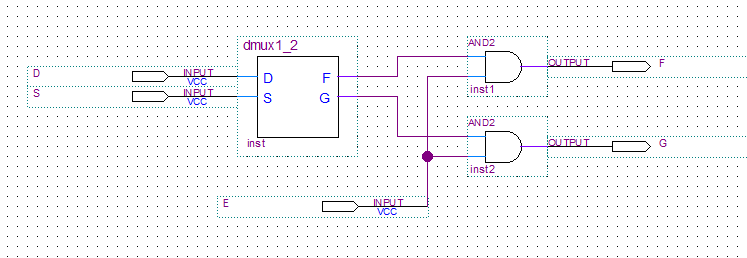 dmux1_2
AND2
D INPUT VCC
D F
OUTPUT F
S INPUT VCC
S G
inst1
inst
AND2
OUTPUT G
inst2
E INPUT VCC